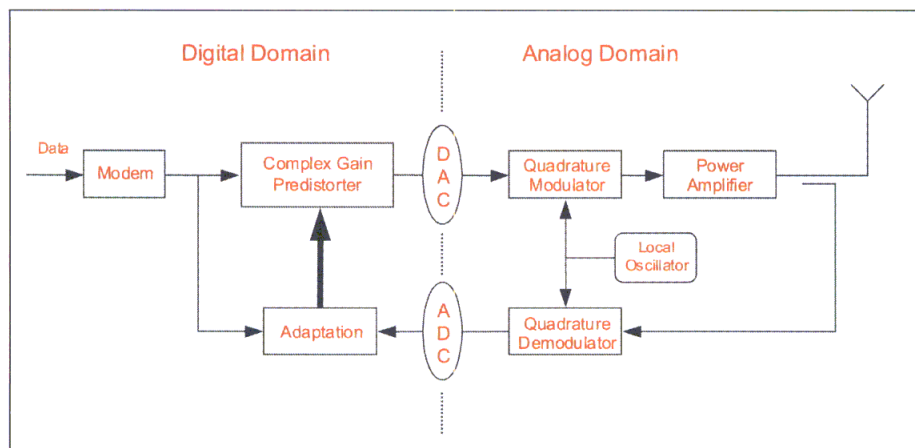 Digital Domain
Analog Domain
Data
Modem
Complex Gain
Predistorter
D
A
C
Quadrature
Modulator
Power
Amplifier
Local
Oscillator
Adaptation
A
D
C
Quadrature
Demodulator